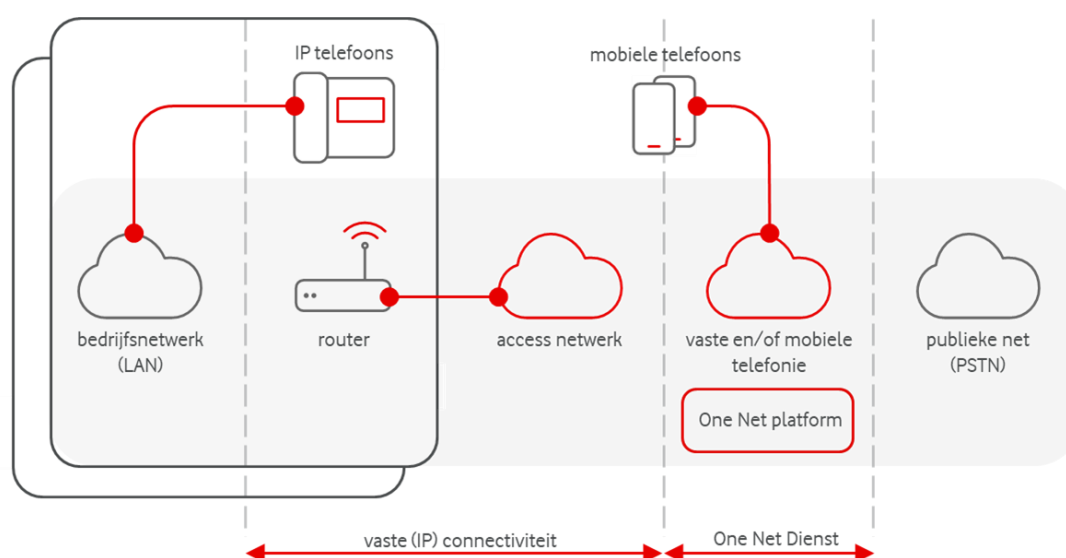 IP telefoons
mobiele telefoons
bedrijfsnetwerk
(LAN)
router
access netwerk
vaste en/of mobiele
telefonie
publieke net
(PSTN)
One Net platform
vaste (IP) connectiviteit
One Net Dienst